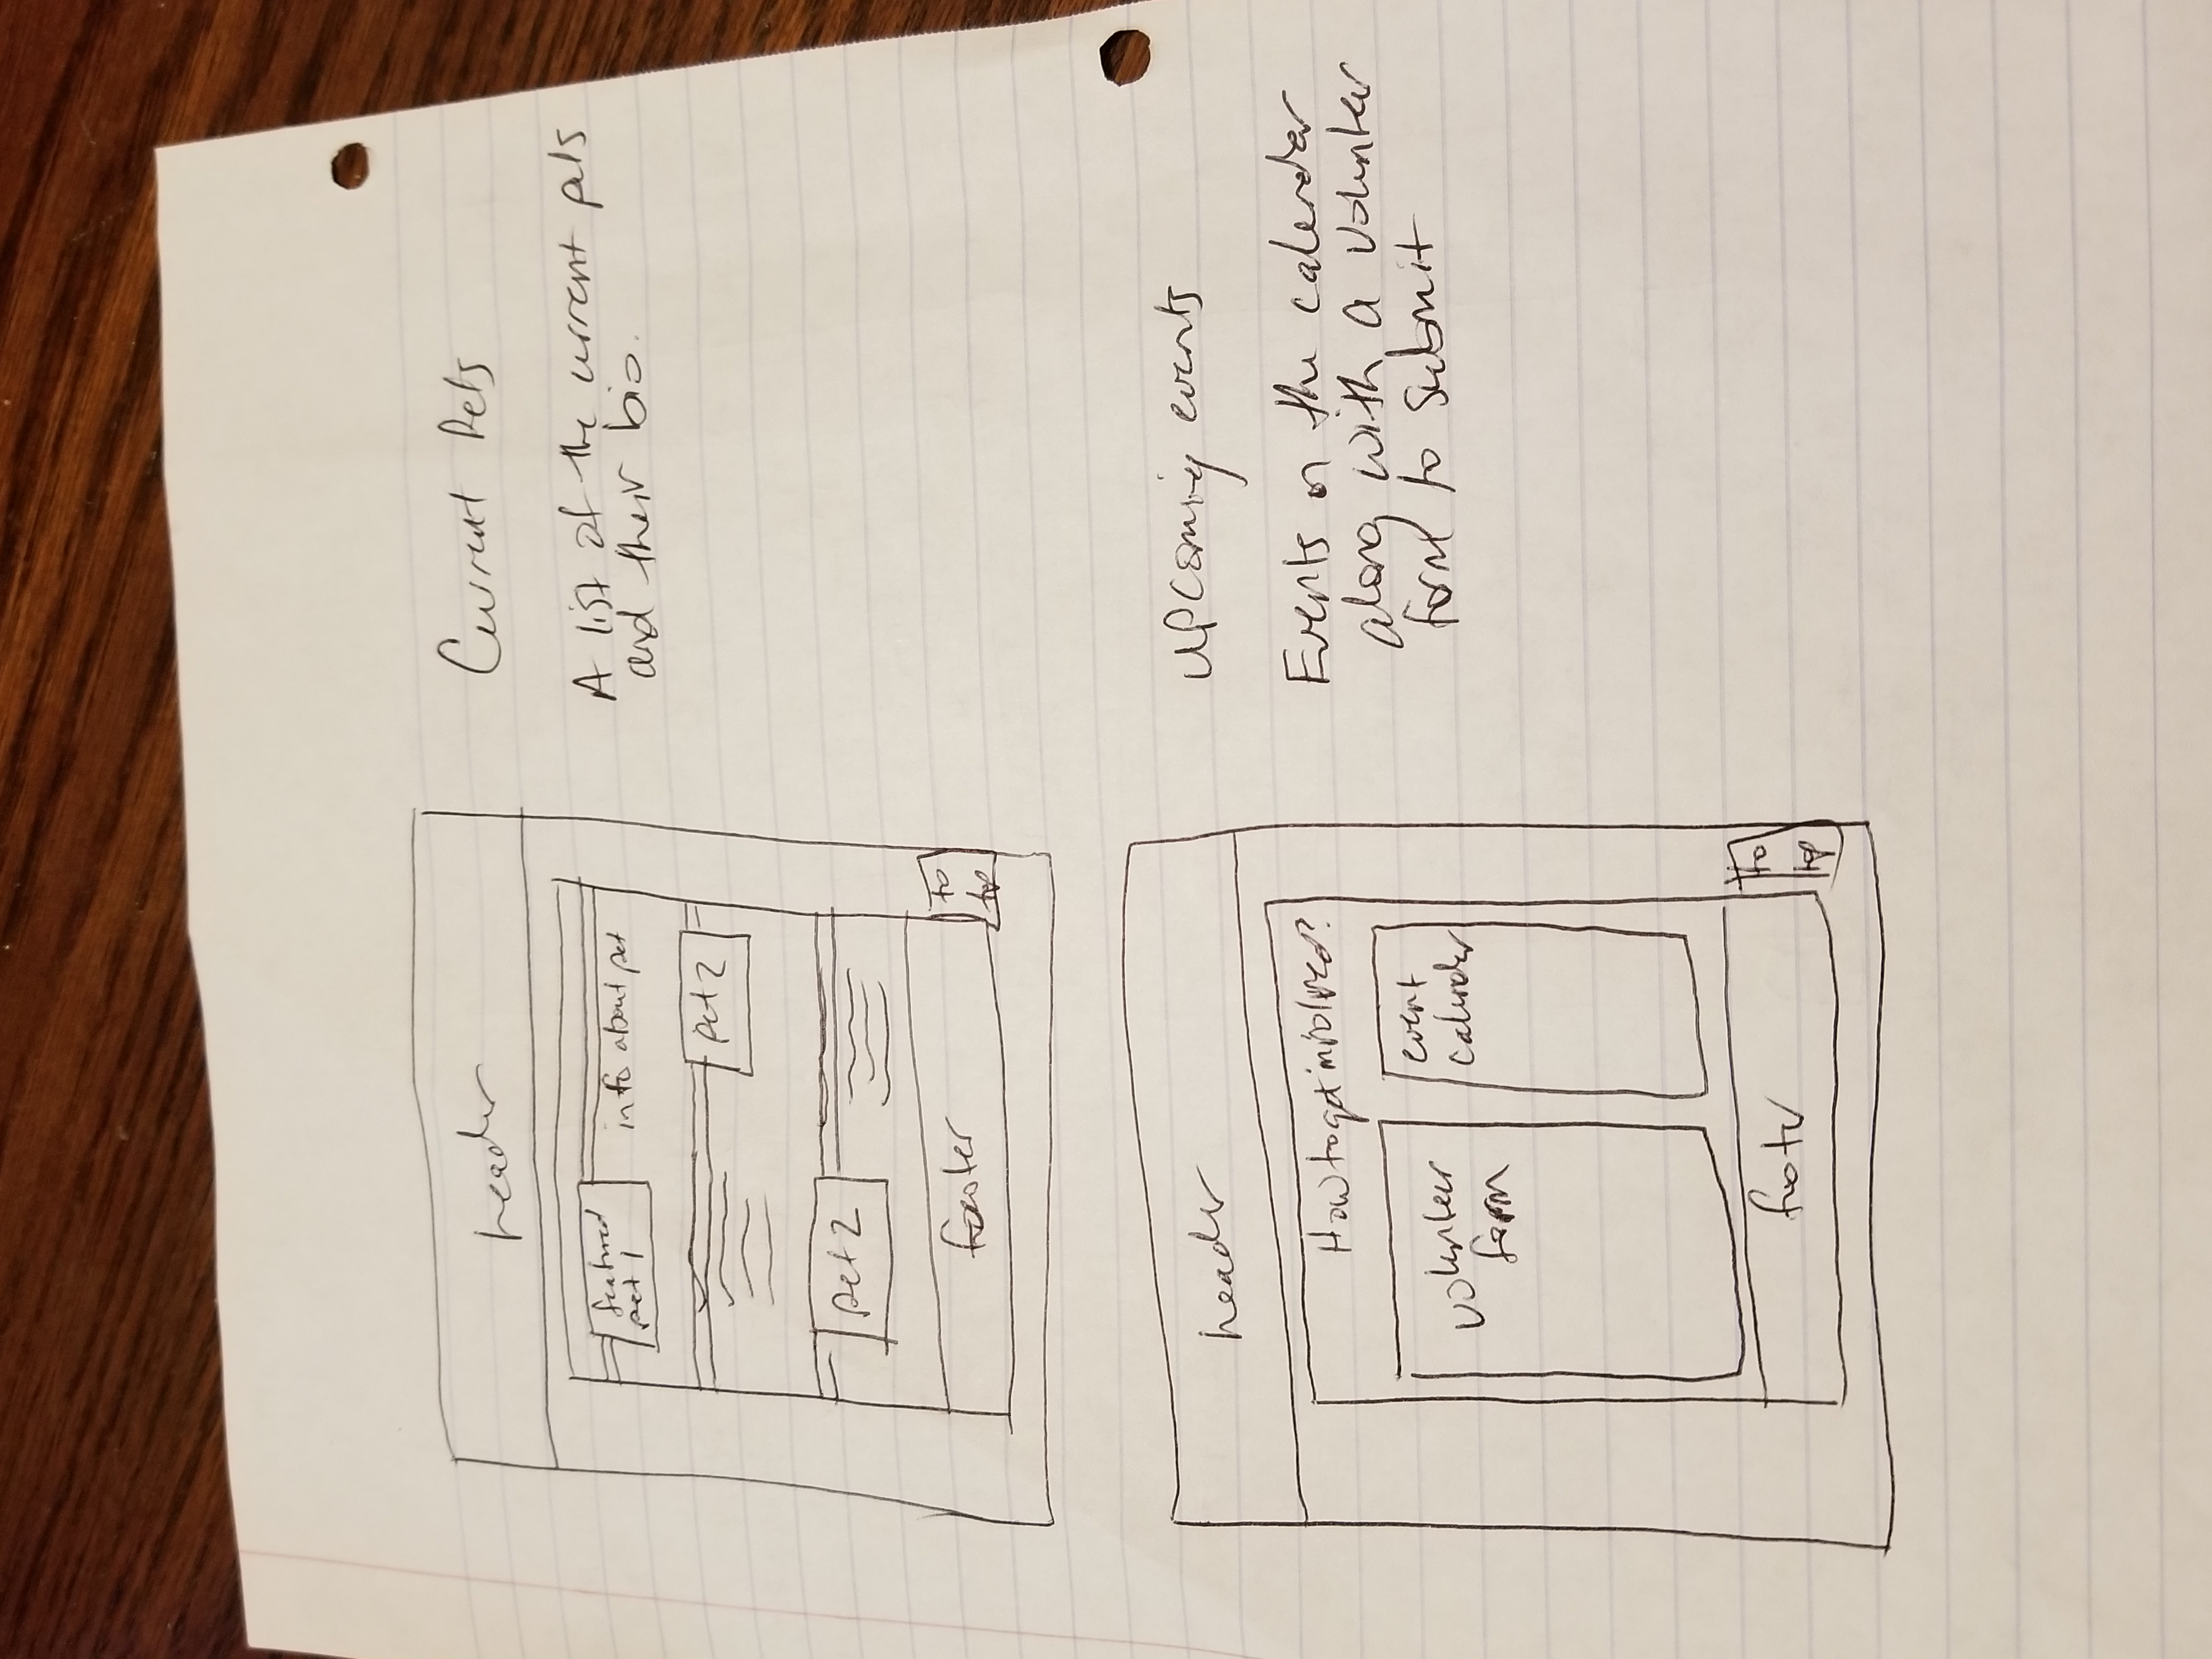 header
featured
pet 1
info about pet
pet 2
pet 2
footer
to
top
Current Pets
A list of the current pets
and their bio.
header
How to get involved?
volunteer
form
event
calender
footer
to
top
Upcoming events
Events on the calender
along with a volunteer
form to submit